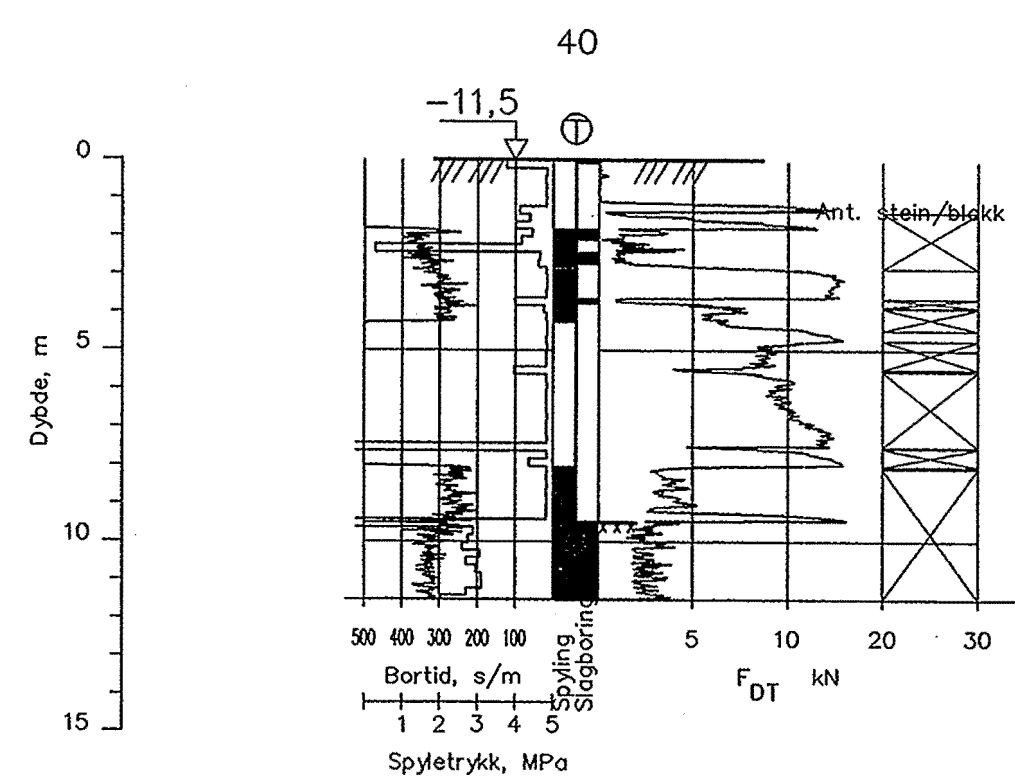 40
-11,5
T
0
Ant. stein/blokk
5
Dybde, m
10
x x x
500 400 300 200 100
5 10 20 30
Bortid, s/m
Spyling
Slagboring
F DT kN
1 2 3 4 5
15
Spyletrykk, MPa